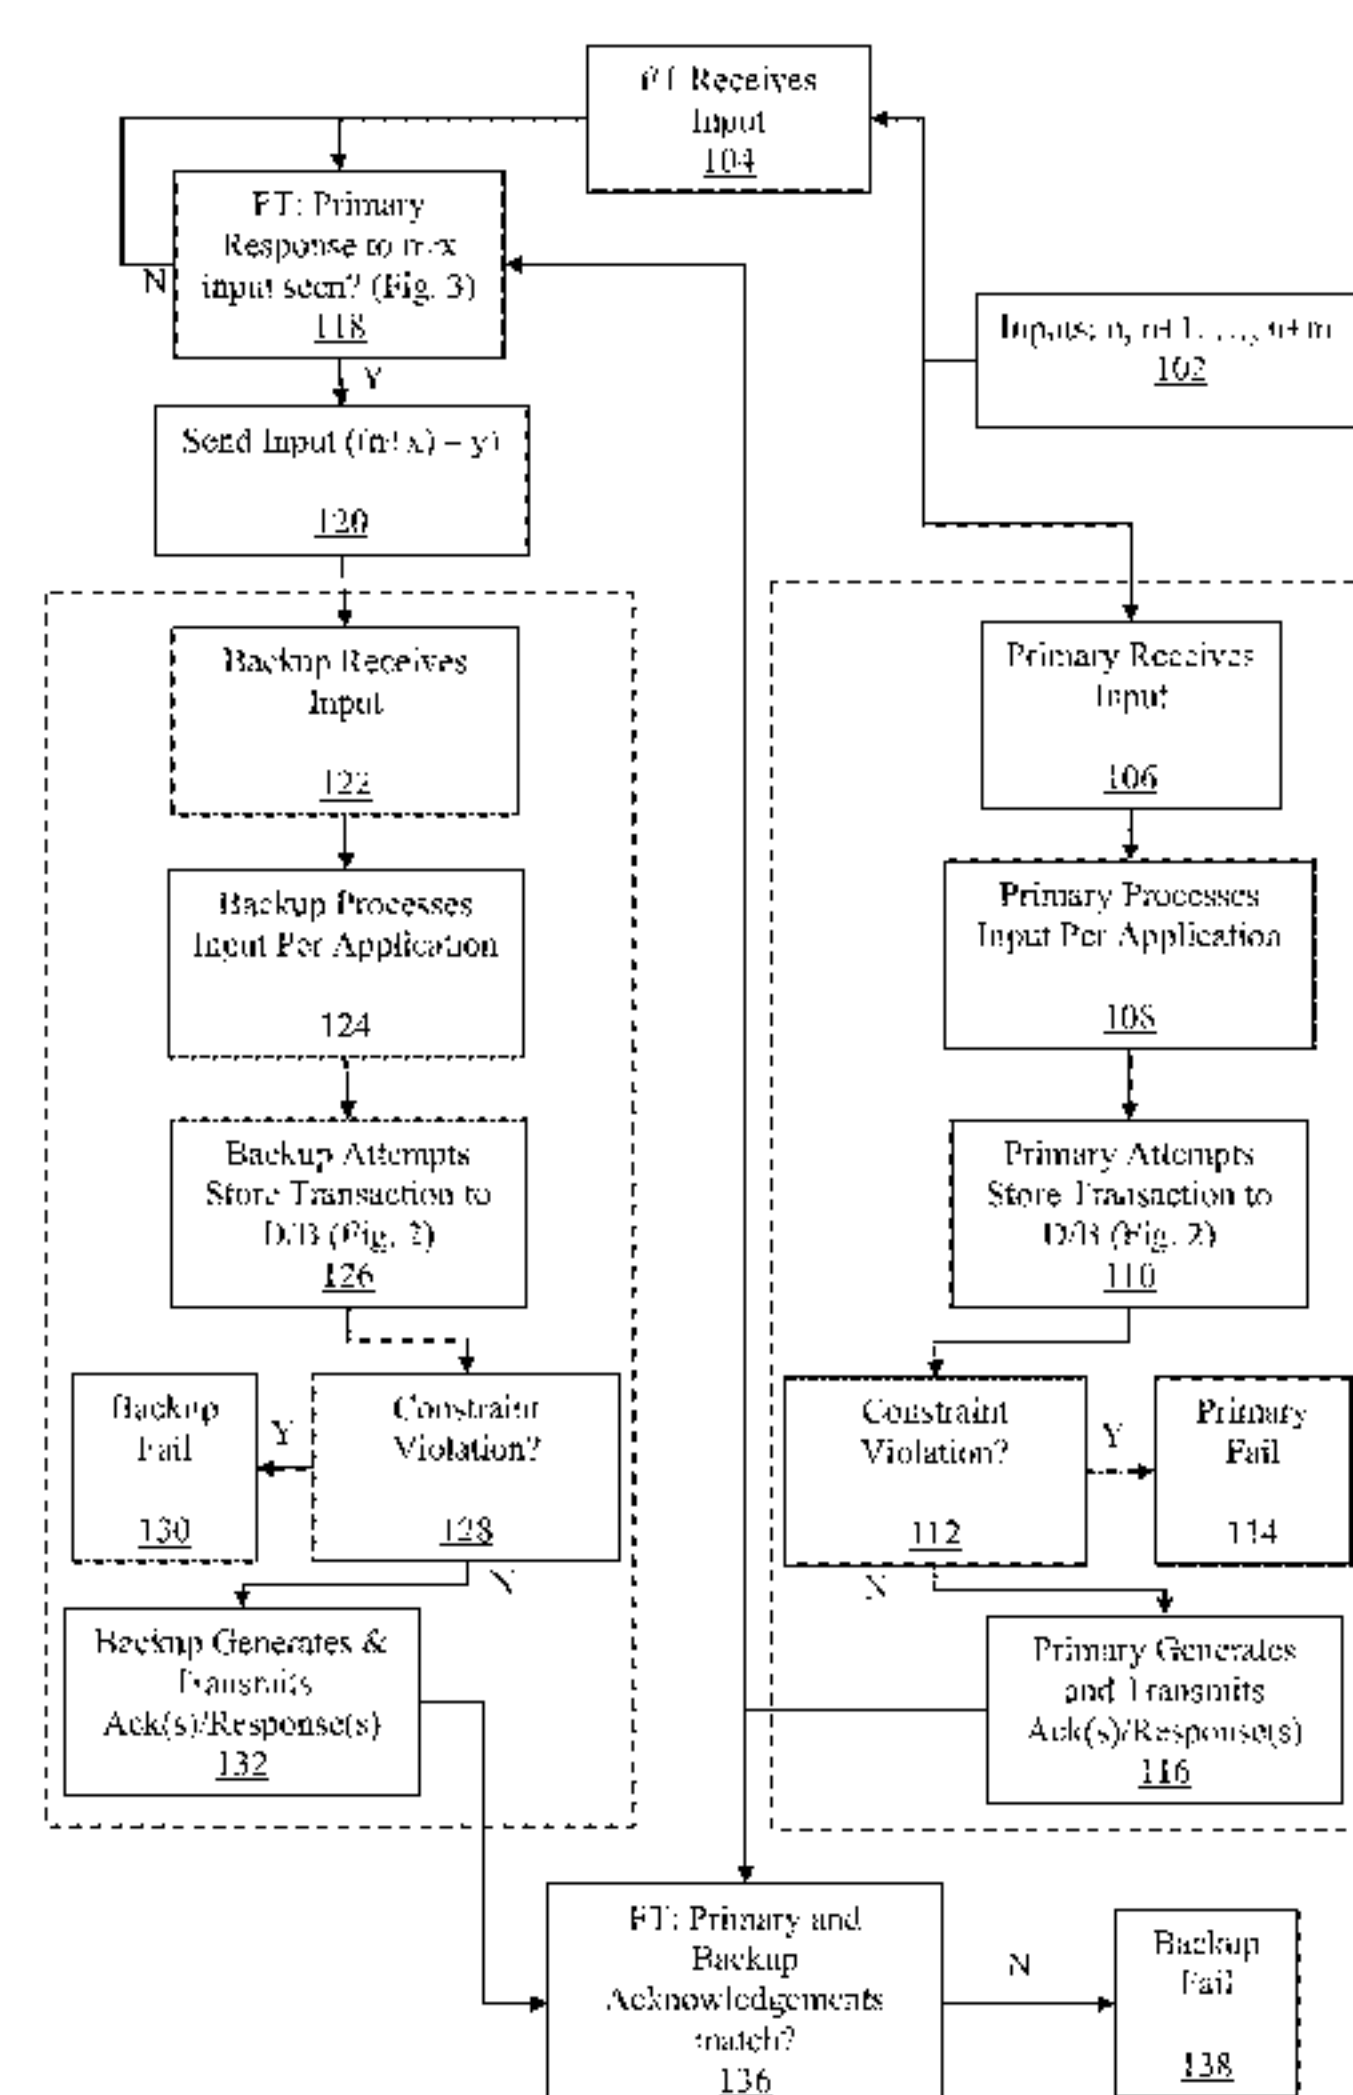 FT Receives
Input
104
FT: Primary
Response to n+x
input seen? (Fig. 3)
118
N
Y
Inputs: n, n+1, ..., n+m
102
Send Input ((n+x) – y)
120
Backup Receives
Input
122
Primary Receives
Input
106
Backup Processes
Input Per Application
124
Primary Processes
Input Per Application
108
Backup Attempts
Store Transaction to
D/B (Fig. 2)
126
Primary Attempts
Store Transaction to
D/B (Fig. 2)
110
Backup
Fail
130
Y
Constraint
Violation?
128
N
Constraint
Violation?
112
Y
N
Primary
Fail
114
Backup Generates &
Transmits
Ack(s)/Response(s)
132
Primary Generates
and Transmits
Ack(s)/Response(s)
116
FT: Primary and
Backup
Acknowledgements
match?
136
N
Backup
Fail
138